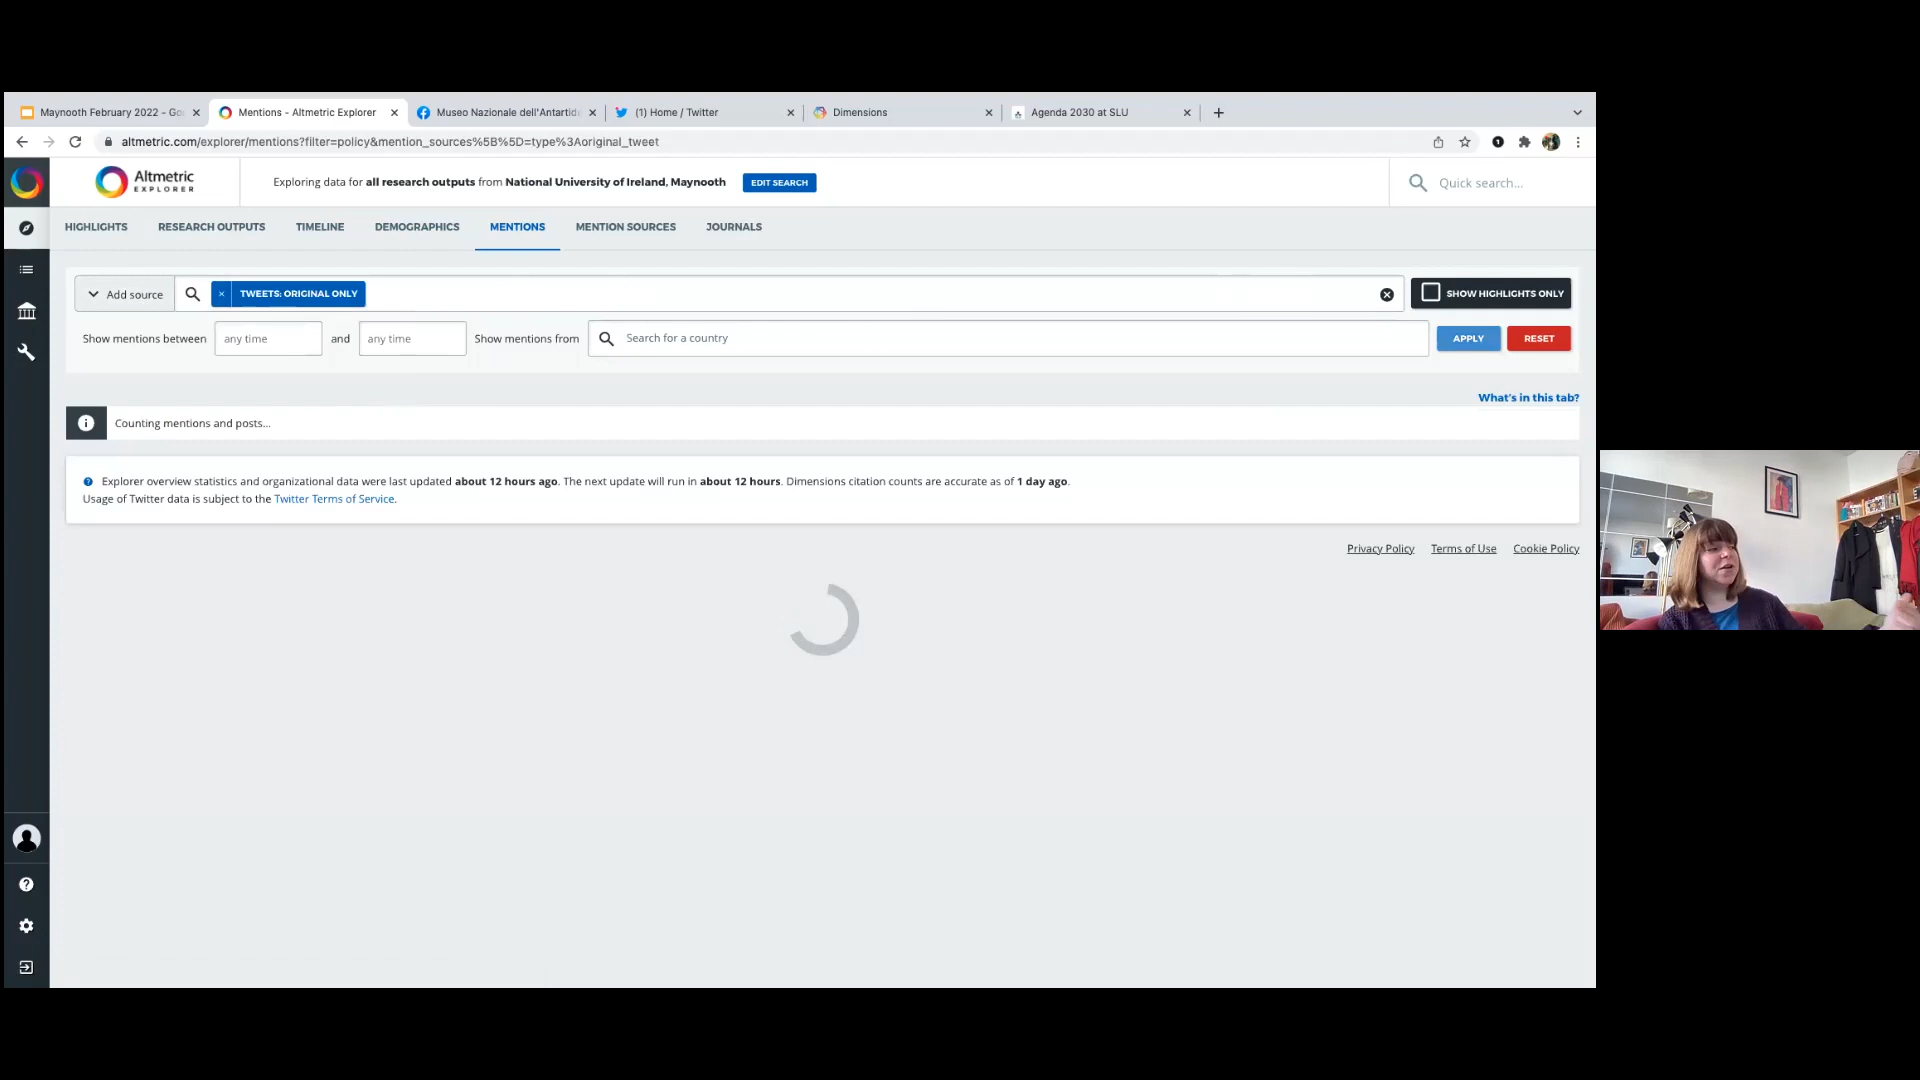 Maynooth February 2022 - Go
Mentions - Altmetric Explorer
Museo Nazionale dell'Antartide
(1) Home / Twitter
Dimensions
Agenda 2030 at SLU
altmetric.com/explorer/mentions?filter=policy&mention_sources%5B%5D=type%3Aoriginal_tweet
Altmetric
EXPLORER
Exploring data for all research outputs from National University of Ireland, Maynooth
EDIT SEARCH
Quick search...
HIGHLIGHTS
RESEARCH OUTPUTS
TIMELINE
DEMOGRAPHICS
MENTIONS
MENTION SOURCES
JOURNALS
Add source
TWEETS: ORIGINAL ONLY
SHOW HIGHLIGHTS ONLY
Show mentions between
any time
and
any time
Show mentions from
Search for a country
APPLY
RESET
What's in this tab?
Counting mentions and posts...
Explorer overview statistics and organizational data were last updated about 12 hours ago. The next update will run in about 12 hours. Dimensions citation counts are accurate as of 1 day ago.
Usage of Twitter data is subject to the Twitter Terms of Service.
Privacy Policy
Terms of Use
Cookie Policy